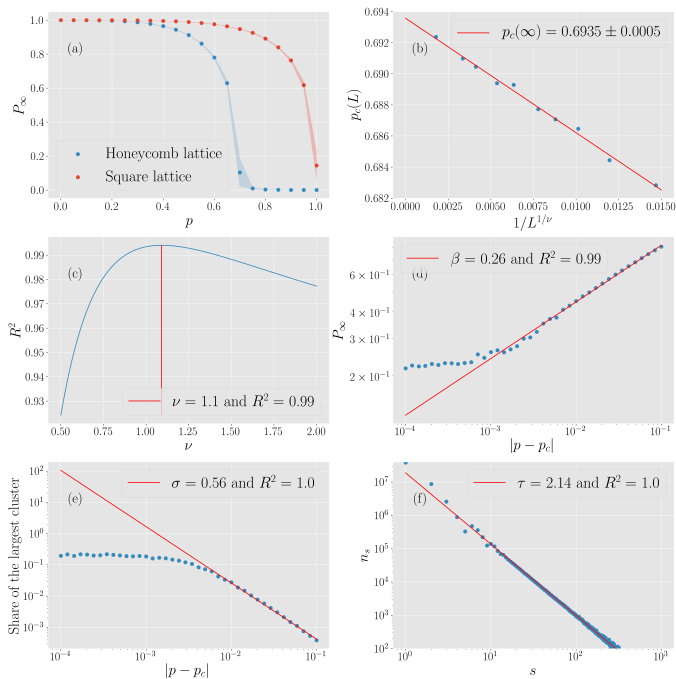 (a)
Honeycomb lattice
Square lattice
P∞
1.0
0.8
0.6
0.4
0.2
0.0
0.0 0.2 0.4 0.6 0.8 1.0
p
(b)
p_c(∞) = 0.6935 ± 0.0005
p_c(L)
0.694
0.692
0.690
0.688
0.686
0.684
0.682
0.0000 0.0025 0.0050 0.0075 0.0100 0.0125 0.0150
1/L^{1/ν}
(c)
ν = 1.1 and R² = 0.99
R²
0.99
0.98
0.97
0.96
0.95
0.94
0.93
0.50 0.75 1.00 1.25 1.50 1.75 2.00
ν
(d)
β = 0.26 and R² = 0.99
P∞
6 × 10⁻¹
4 × 10⁻¹
3 × 10⁻¹
2 × 10⁻¹
10⁻⁴ 10⁻³ 10⁻² 10⁻¹
|p − p_c|
(e)
σ = 0.56 and R² = 1.0
Share of the largest cluster
10²
10¹
10⁰
10⁻¹
10⁻²
10⁻³
10⁻⁴ 10⁻³ 10⁻² 10⁻¹
|p − p_c|
(f)
τ = 2.14 and R² = 1.0
n_s
10⁷
10⁶
10⁵
10⁴
10³
10²
10⁰ 10¹ 10² 10³
s